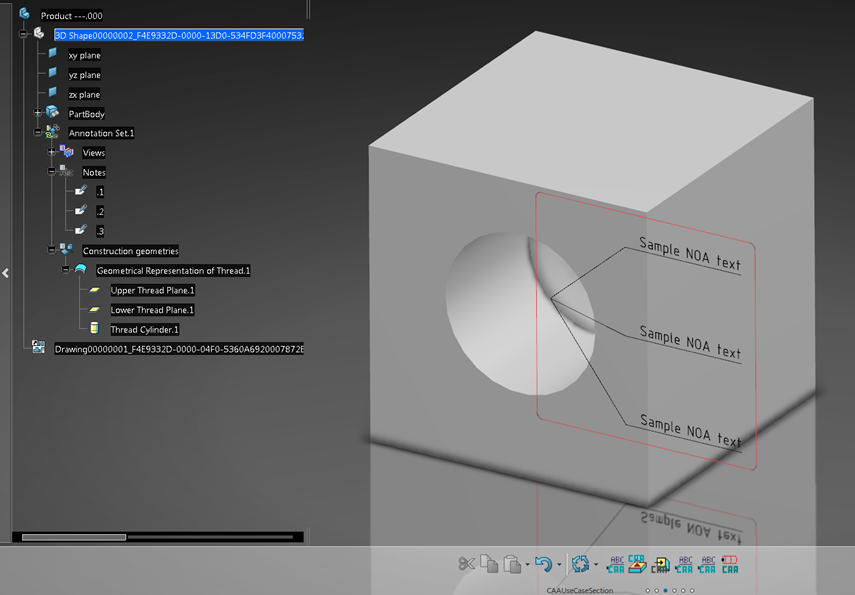 Product ---.000
3D Shape00000002_F4E9332D-0000-13D0-534FD3F4000753
xy plane
yz plane
zx plane
PartBody
Annotation Set.1
Views
Notes
.1
.2
.3
Construction geometries
Geometrical Representation of Thread.1
Upper Thread Plane.1
Lower Thread Plane.1
Thread Cylinder.1
Drawing00000001_F4E9332D-0000-04F0-5360A6920007872E
Sample NOA text
Sample NOA text
Sample NOA text
ABC CAA
CAA
CAA
ABC CAA
ABC CAA
CAA
CAAUseCaseSection